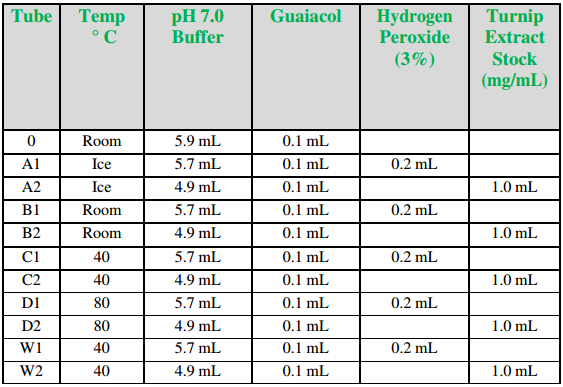 Tube Temp ° C pH 7.0 Buffer Guaiacol Hydrogen Peroxide (3%) Turnip Extract Stock (mg/mL)
0 Room 5.9 mL 0.1 mL
A1 Ice 5.7 mL 0.1 mL 0.2 mL
A2 Ice 4.9 mL 0.1 mL 1.0 mL
B1 Room 5.7 mL 0.1 mL 0.2 mL
B2 Room 4.9 mL 0.1 mL 1.0 mL
C1 40 5.7 mL 0.1 mL 0.2 mL
C2 40 4.9 mL 0.1 mL 1.0 mL
D1 80 5.7 mL 0.1 mL 0.2 mL
D2 80 4.9 mL 0.1 mL 1.0 mL
W1 40 5.7 mL 0.1 mL 0.2 mL
W2 40 4.9 mL 0.1 mL 1.0 mL